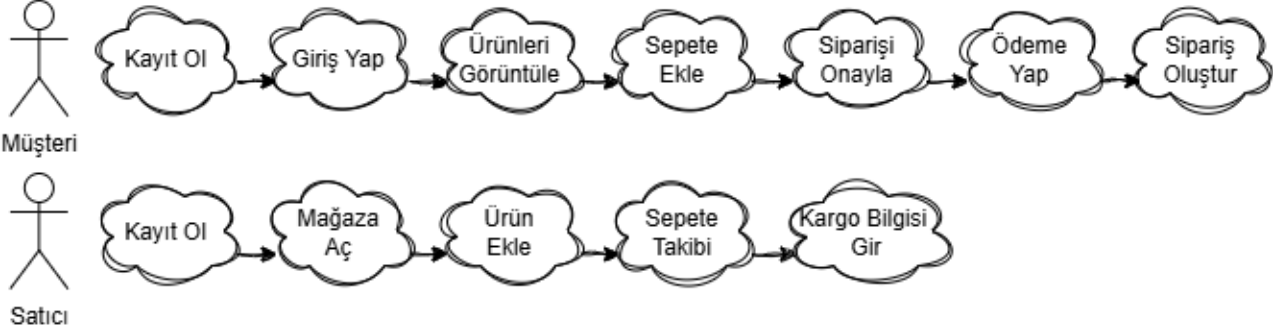 Kayıt Ol
Giriş Yap
Ürünleri
Görüntüle
Sepete
Ekle
Siparişi
Onayla
Ödeme
Yap
Sipariş
Oluştur
Müşteri
Kayıt Ol
Mağaza
Aç
Ürün
Ekle
Sepete
Takibi
Kargo Bilgisi
Gir
Satıcı